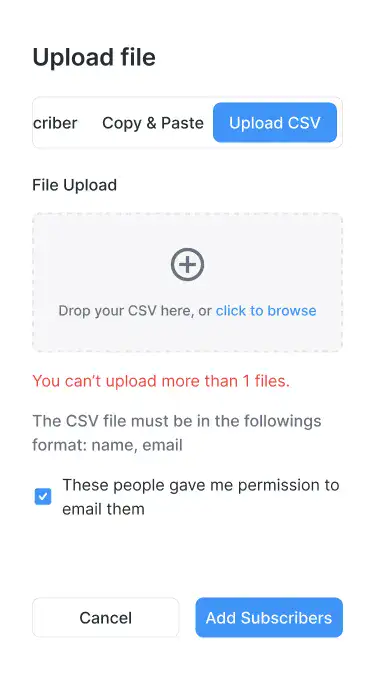 Upload file
criber Copy & Paste Upload CSV
File Upload
Drop your CSV here, or click to browse
You can’t upload more than 1 files.
The CSV file must be in the followings
format: name, email
These people gave me permission to
email them
Cancel Add Subscribers